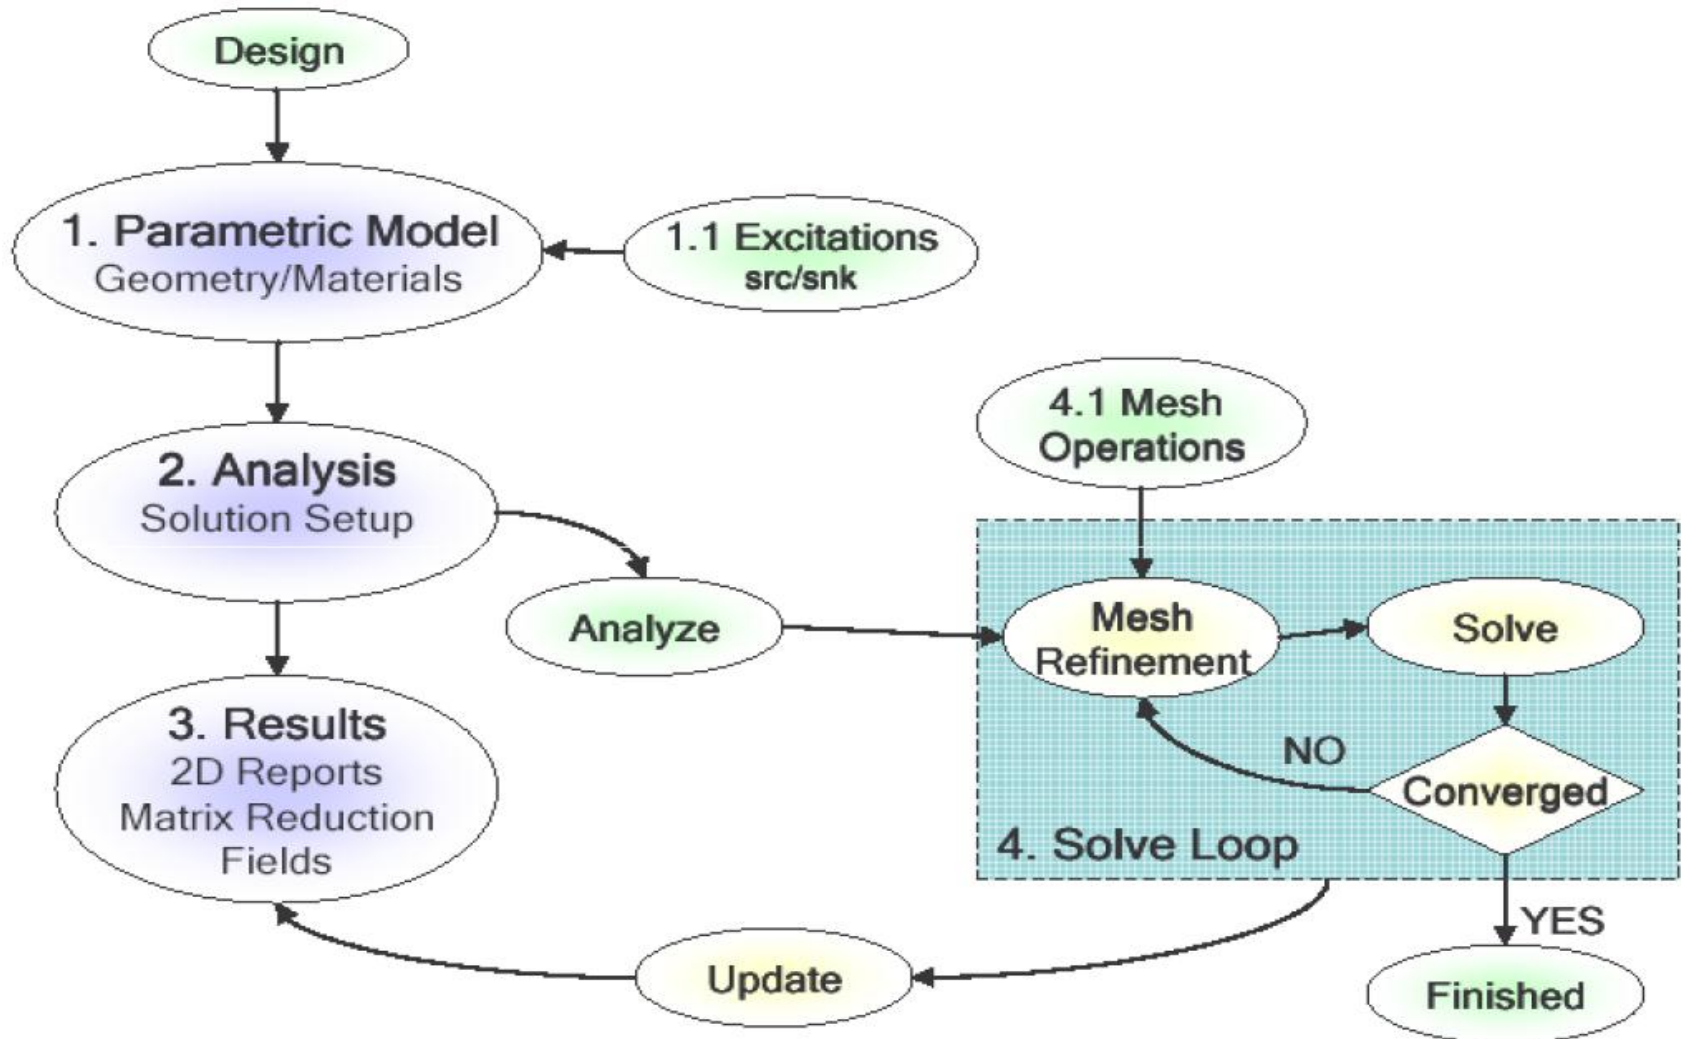 Design
1. Parametric Model
Geometry/Materials
1.1 Excitations
src/snk
2. Analysis
Solution Setup
Analyze
4.1 Mesh
Operations
Mesh
Refinement
Solve
Converged
NO
4. Solve Loop
YES
Finished
3. Results
2D Reports
Matrix Reduction
Fields
Update